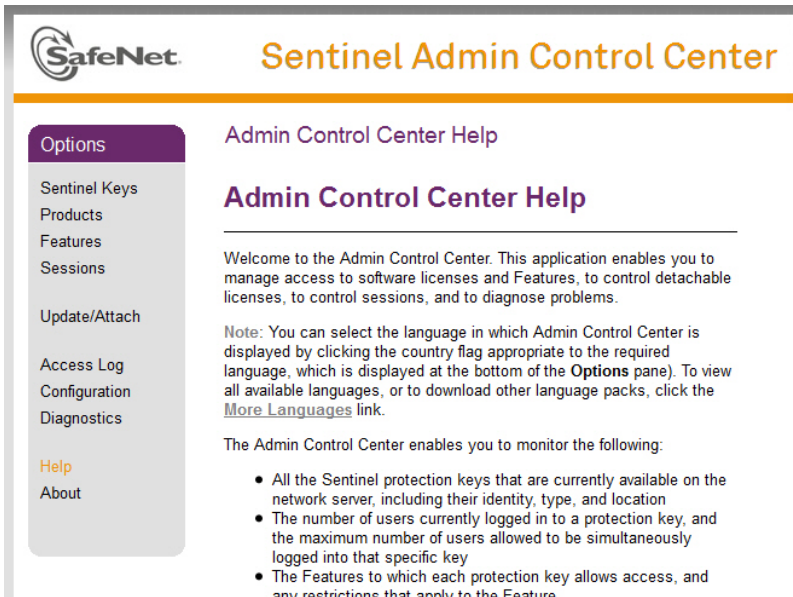 SafeNet.
Sentinel Admin Control Center
Options
Sentinel Keys
Products
Features
Sessions
Update/Attach
Access Log
Configuration
Diagnostics
Help
About
Admin Control Center Help
Admin Control Center Help
Welcome to the Admin Control Center. This application enables you to
manage access to software licenses and Features, to control detachable
licenses, to control sessions, and to diagnose problems.
Note: You can select the language in which Admin Control Center is
displayed by clicking the country flag appropriate to the required
language, which is displayed at the bottom of the Options pane). To view
all available languages, or to download other language packs, click the
More Languages link.
The Admin Control Center enables you to monitor the following:
• All the Sentinel protection keys that are currently available on the
network server, including their identity, type, and location
• The number of users currently logged in to a protection key, and
the maximum number of users allowed to be simultaneously
logged into that specific key
• The Features to which each protection key allows access, and
any restrictions that apply to the Feature